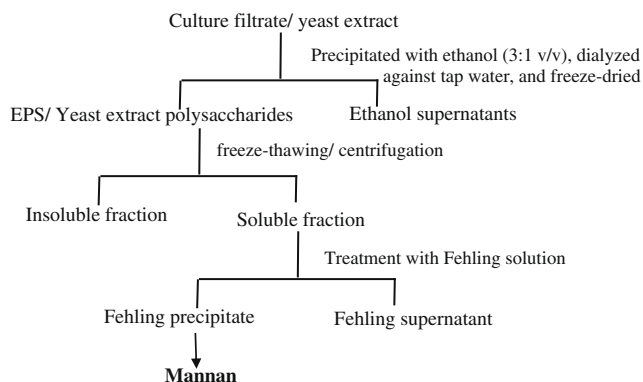 Culture filtrate/ yeast extract
Precipitated with ethanol (3:1 v/v), dialyzed
against tap water, and freeze-dried
EPS/ Yeast extract polysaccharides
Ethanol supernatants
freeze-thawing/ centrifugation
Insoluble fraction
Soluble fraction
Treatment with Fehling solution
Fehling precipitate
Fehling supernatant
Mannan